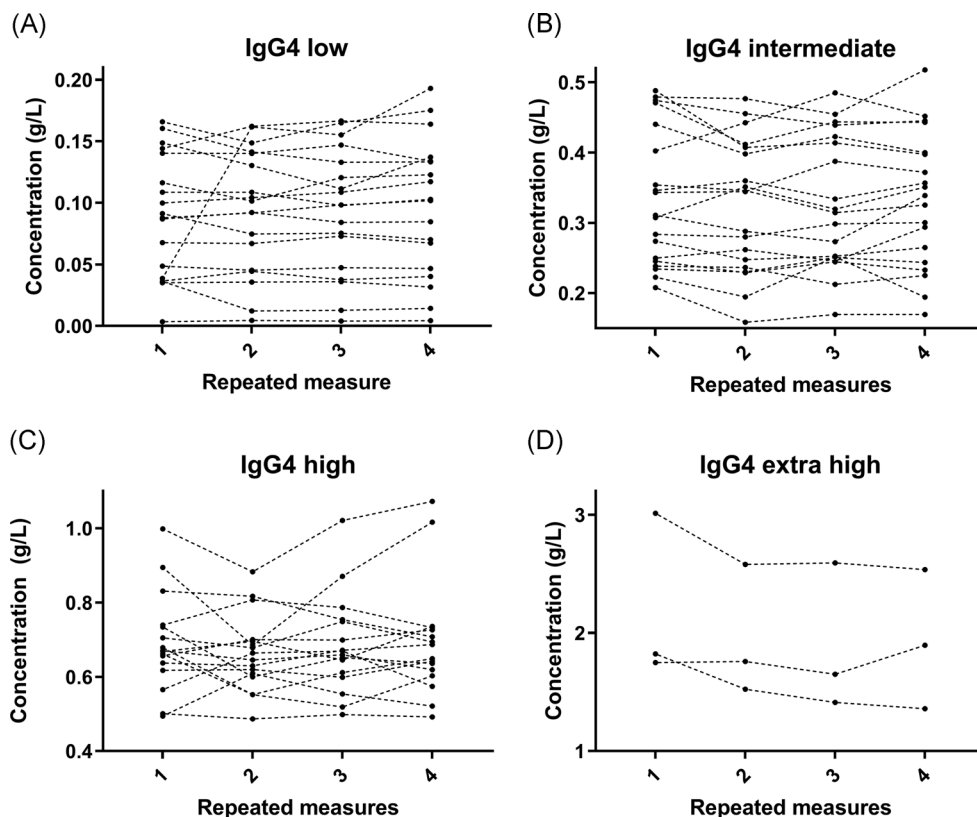 (A)
IgG4 low
Concentration (g/L)
0.20
0.15
0.10
0.05
0.00
1 2 3 4
Repeated measure
(B)
IgG4 intermediate
Concentration (g/L)
0.5
0.4
0.3
0.2
1 2 3 4
Repeated measures
(C)
IgG4 high
Concentration (g/L)
1.0
0.8
0.6
0.4
1 2 3 4
Repeated measures
(D)
IgG4 extra high
Concentration (g/L)
3
2
1
1 2 3 4
Repeated measures